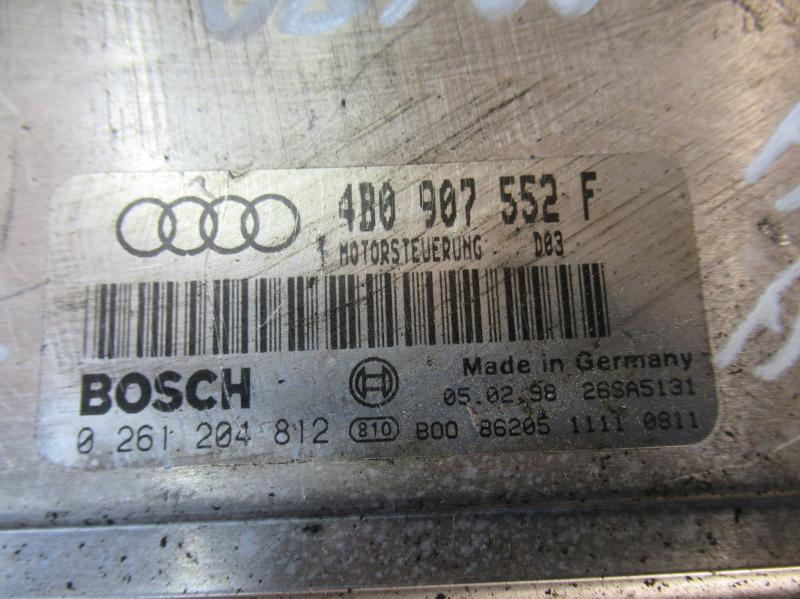 4B0 907 552 F
MOTORSTEUERUNG D03
BOSCH
Made in Germany
05.02.98 26SA5131
0 261 204 812 810 B00 86205 1111 0811